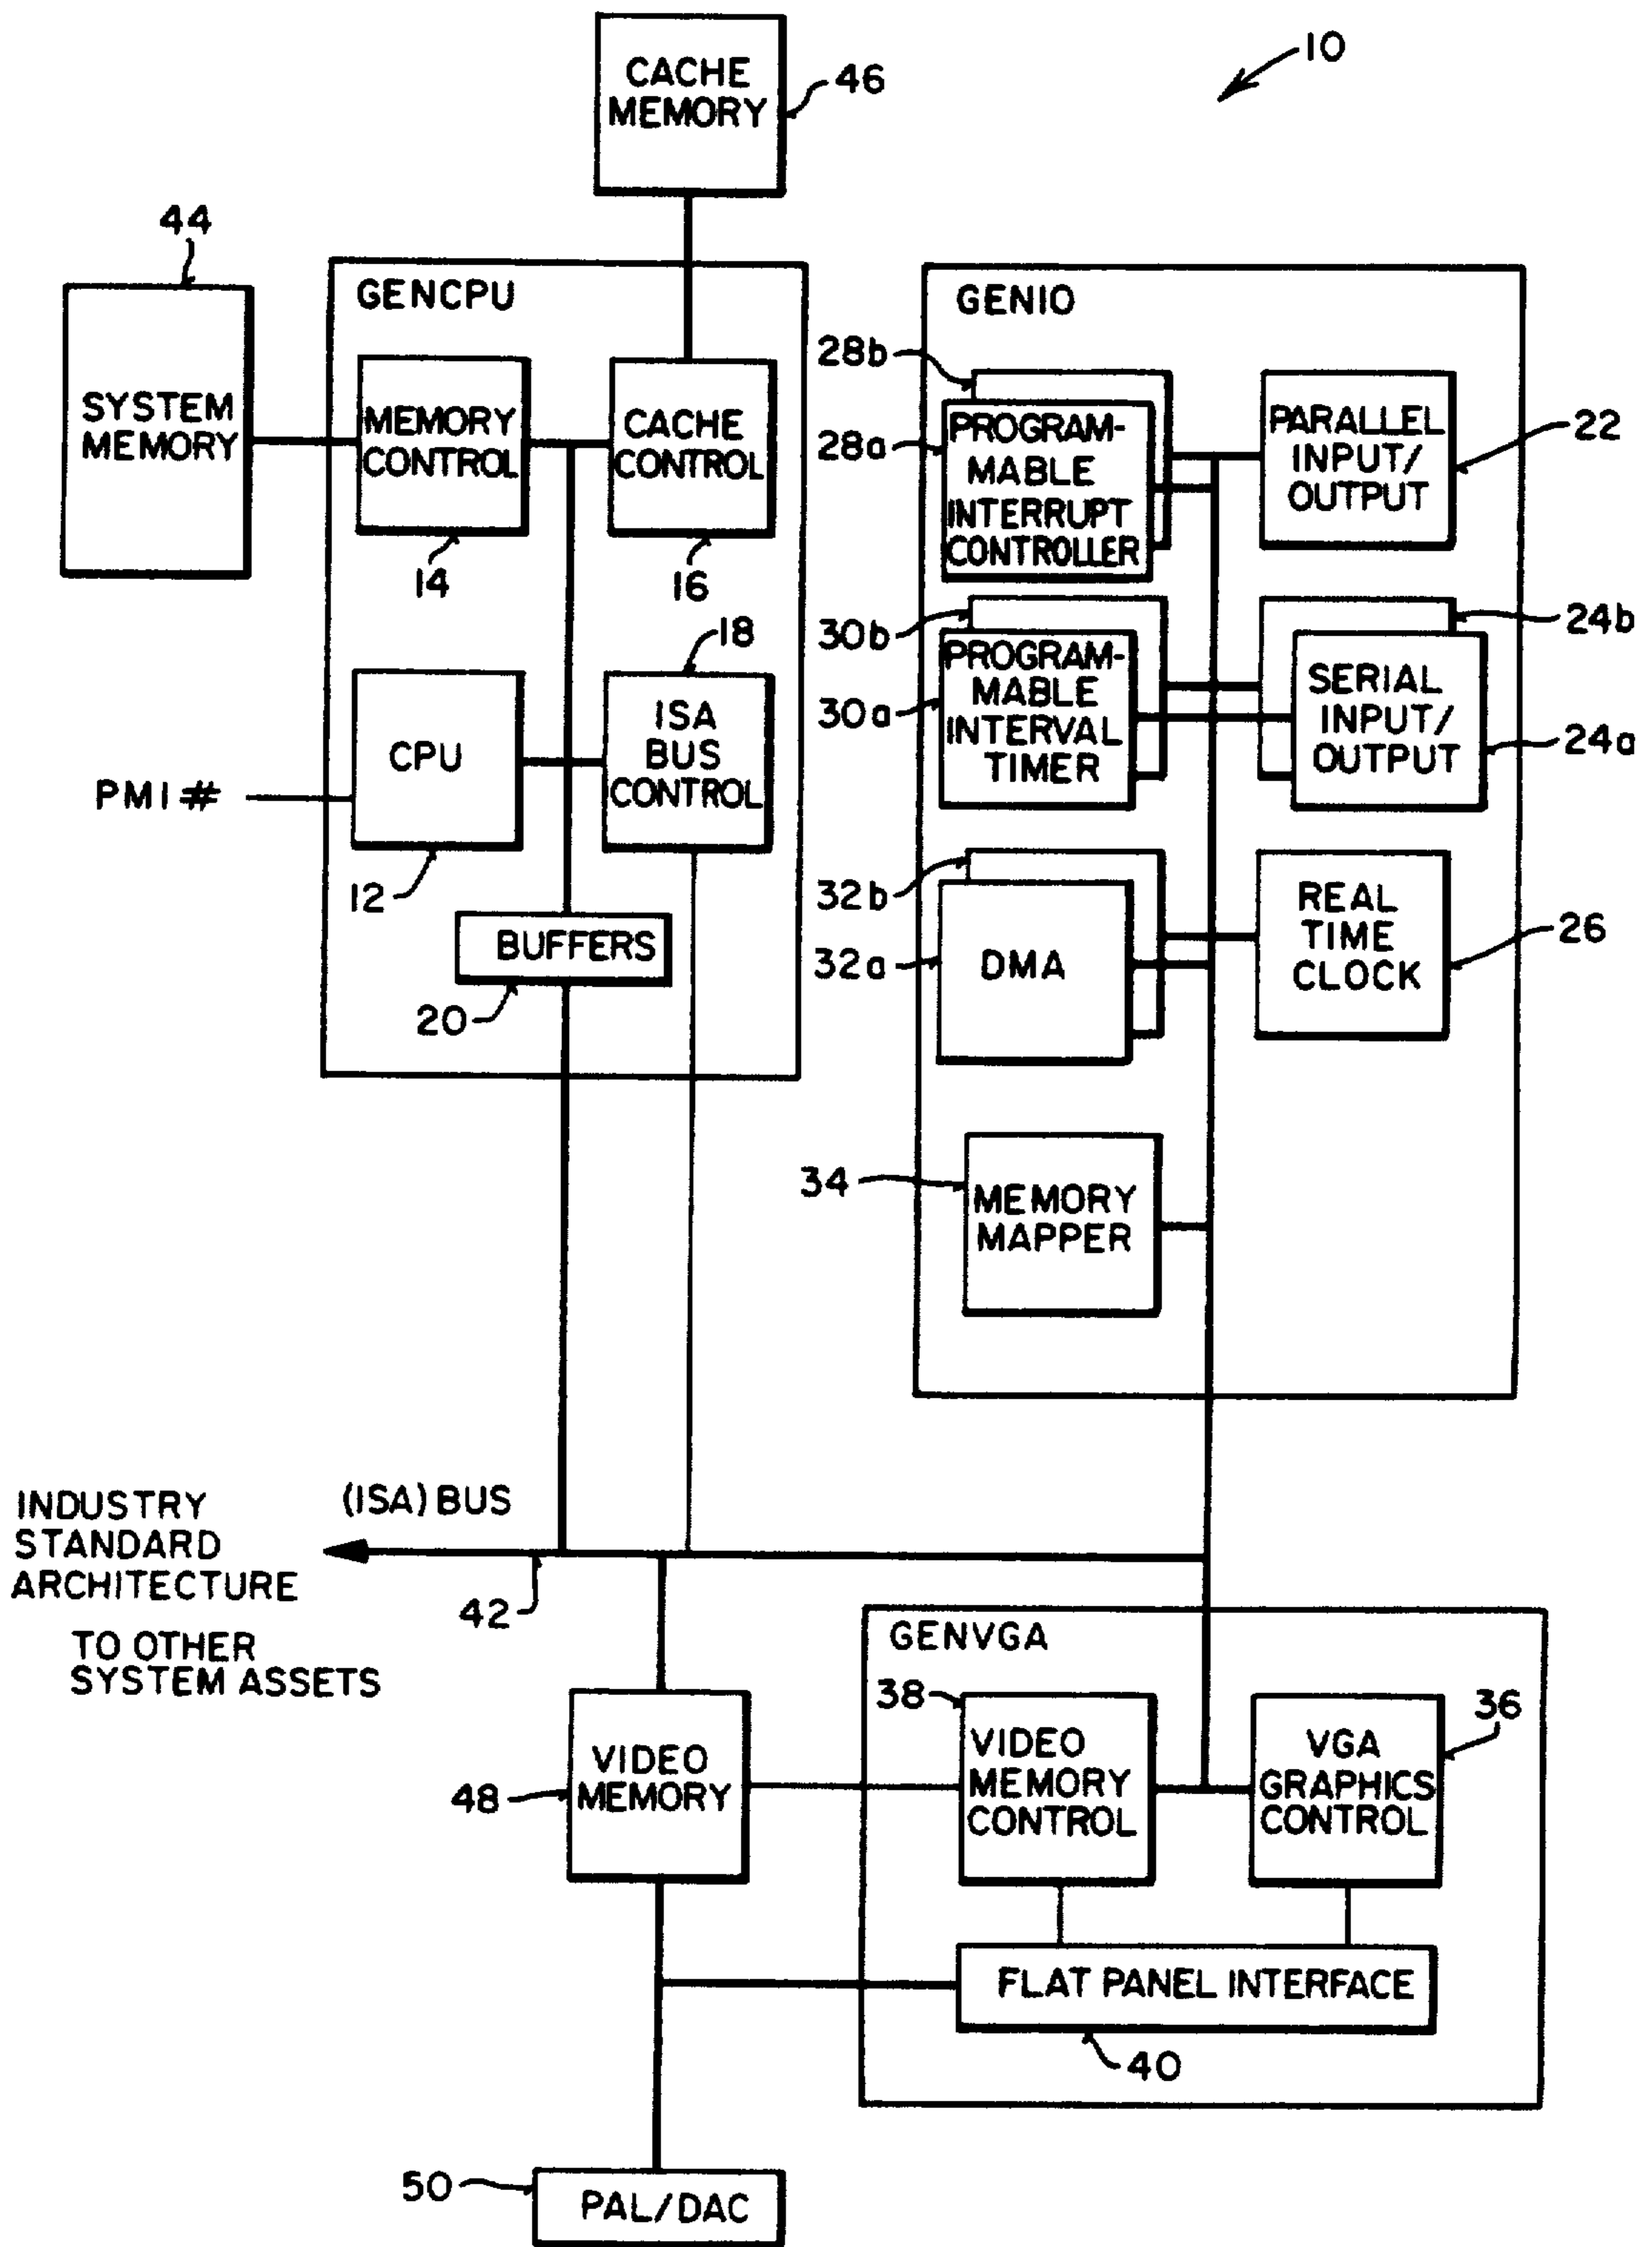 10
CACHE
MEMORY
46
44
SYSTEM
MEMORY
GENCPU
MEMORY
CONTROL
14
CACHE
CONTROL
16
18
CPU
ISA
BUS
CONTROL
PMI#
12
BUFFERS
20
GENIO
28b
28a
PROGRAM-
MABLE
INTERRUPT
CONTROLLER
PARALLEL
INPUT/
OUTPUT
22
30b
30a
PROGRAM-
MABLE
INTERVAL
TIMER
24b
SERIAL
INPUT/
OUTPUT
24a
32b
32a
DMA
REAL
TIME
CLOCK
26
34
MEMORY
MAPPER
INDUSTRY
STANDARD
ARCHITECTURE
(ISA) BUS
42
TO OTHER
SYSTEM ASSETS
GENVGA
38
VIDEO
MEMORY
CONTROL
36
VGA
GRAPHICS
CONTROL
48
VIDEO
MEMORY
FLAT PANEL INTERFACE
40
50
PAL/DAC